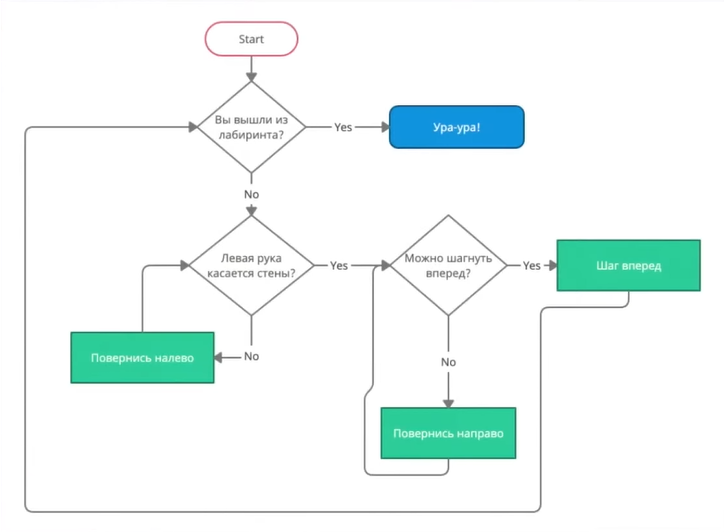 Start
Вы вышли из
лабиринта?
Yes
Ура-ура!
No
Левая рука
касается стены?
Yes
Можно шагнуть
вперед?
Yes
Шаг вперед
No
Повернись налево
No
Повернись направо